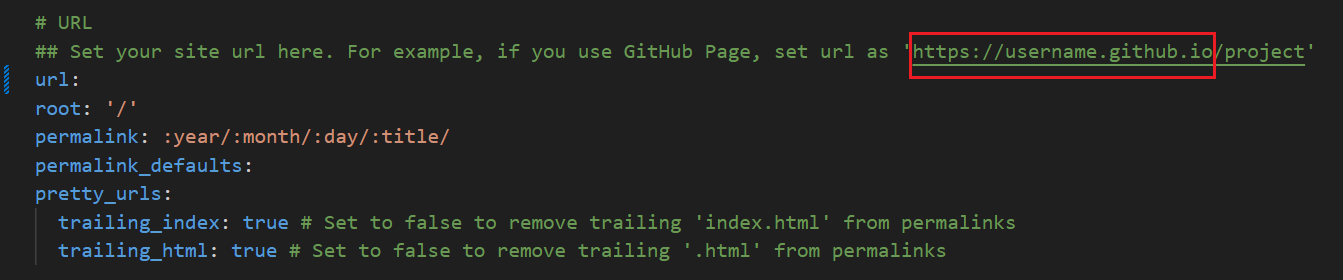 # URL
## Set your site url here. For example, if you use GitHub Page, set url as 'https://username.github.io/project'
url:
root: '/'
permalink: :year/:month/:day/:title/
permalink_defaults:
pretty_urls:
  trailing_index: true # Set to false to remove trailing 'index.html' from permalinks
  trailing_html: true # Set to false to remove trailing '.html' from permalinks